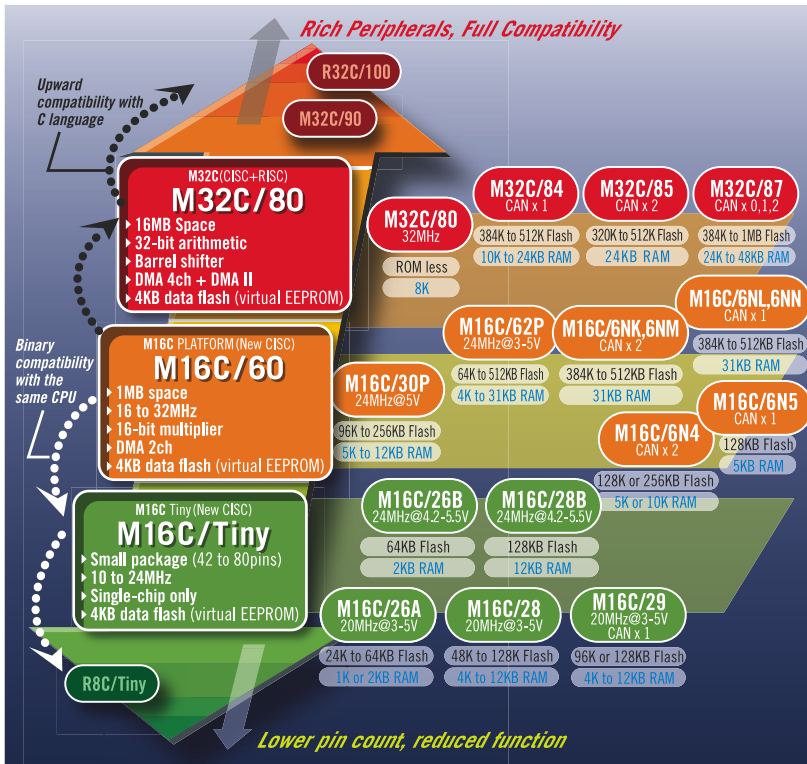 Rich Peripherals, Full Compatibility
R32C/100
M32C/90
Upward
compatibility with
C language
M32C(CISC+RISC)
M32C/80
16MB Space
32-bit arithmetic
Barrel shifter
DMA 4ch + DMA II
4KB data flash (virtual EEPROM)
M32C/80
32MHz
ROM less
8K
M32C/84
CAN x 1
384K to 512K Flash
10K to 24KB RAM
M32C/85
CAN x 2
320K to 512K Flash
24KB RAM
M32C/87
CAN x 0,1,2
384K to 1MB Flash
24K to 48KB RAM
Binary
compatibility
with the
same CPU
M16C PLATFORM(New CISC)
M16C/60
1MB space
16 to 32MHz
16-bit multiplier
DMA 2ch
4KB data flash (virtual EEPROM)
M16C/30P
24MHz@5V
96K to 256KB Flash
5K to 12KB RAM
M16C/62P
24MHz@3-5V
64K to 512KB Flash
4K to 31KB RAM
M16C/6NK,6NM
CAN x 2
384K to 512KB Flash
31KB RAM
M16C/6NL,6NN
CAN x 1
384K to 512KB Flash
31KB RAM
M16C/6N4
CAN x 2
128K or 256KB Flash
5K or 10K RAM
M16C/6N5
CAN x 1
128KB Flash
5KB RAM
M16C Tiny(New CISC)
M16C/Tiny
Small package (42 to 80pins)
10 to 24MHz
Single-chip only
4KB data flash (virtual EEPROM)
M16C/26B
24MHz@4.2-5.5V
64KB Flash
2KB RAM
M16C/28B
24MHz@4.2-5.5V
128KB Flash
12KB RAM
M16C/26A
20MHz@3-5V
24K to 64KB Flash
1K or 2KB RAM
M16C/28
20MHz@3-5V
48K to 128K Flash
4K to 12KB RAM
M16C/29
20MHz@3-5V
CAN x 1
96K or 128KB Flash
4K to 12KB RAM
R8C/Tiny
Lower pin count, reduced function